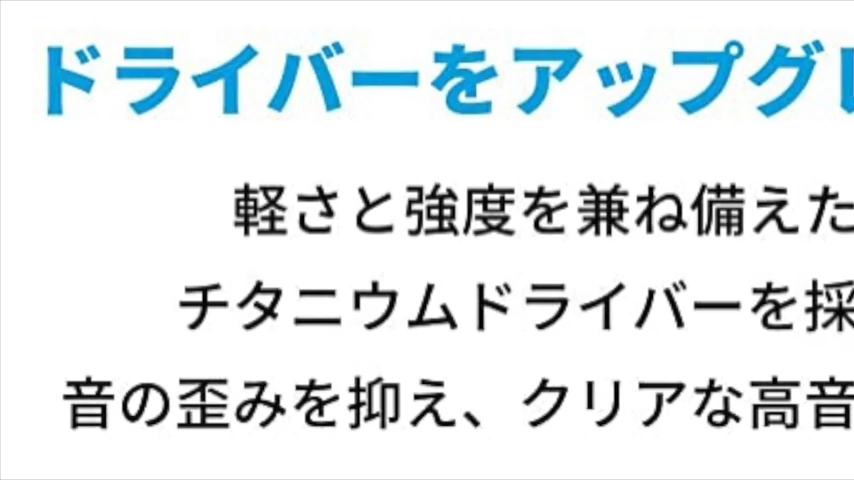 ドライバーをアップグ
軽さと強度を兼ね備えた
チタニウムドライバーを採
音の歪みを抑え、クリアな高音